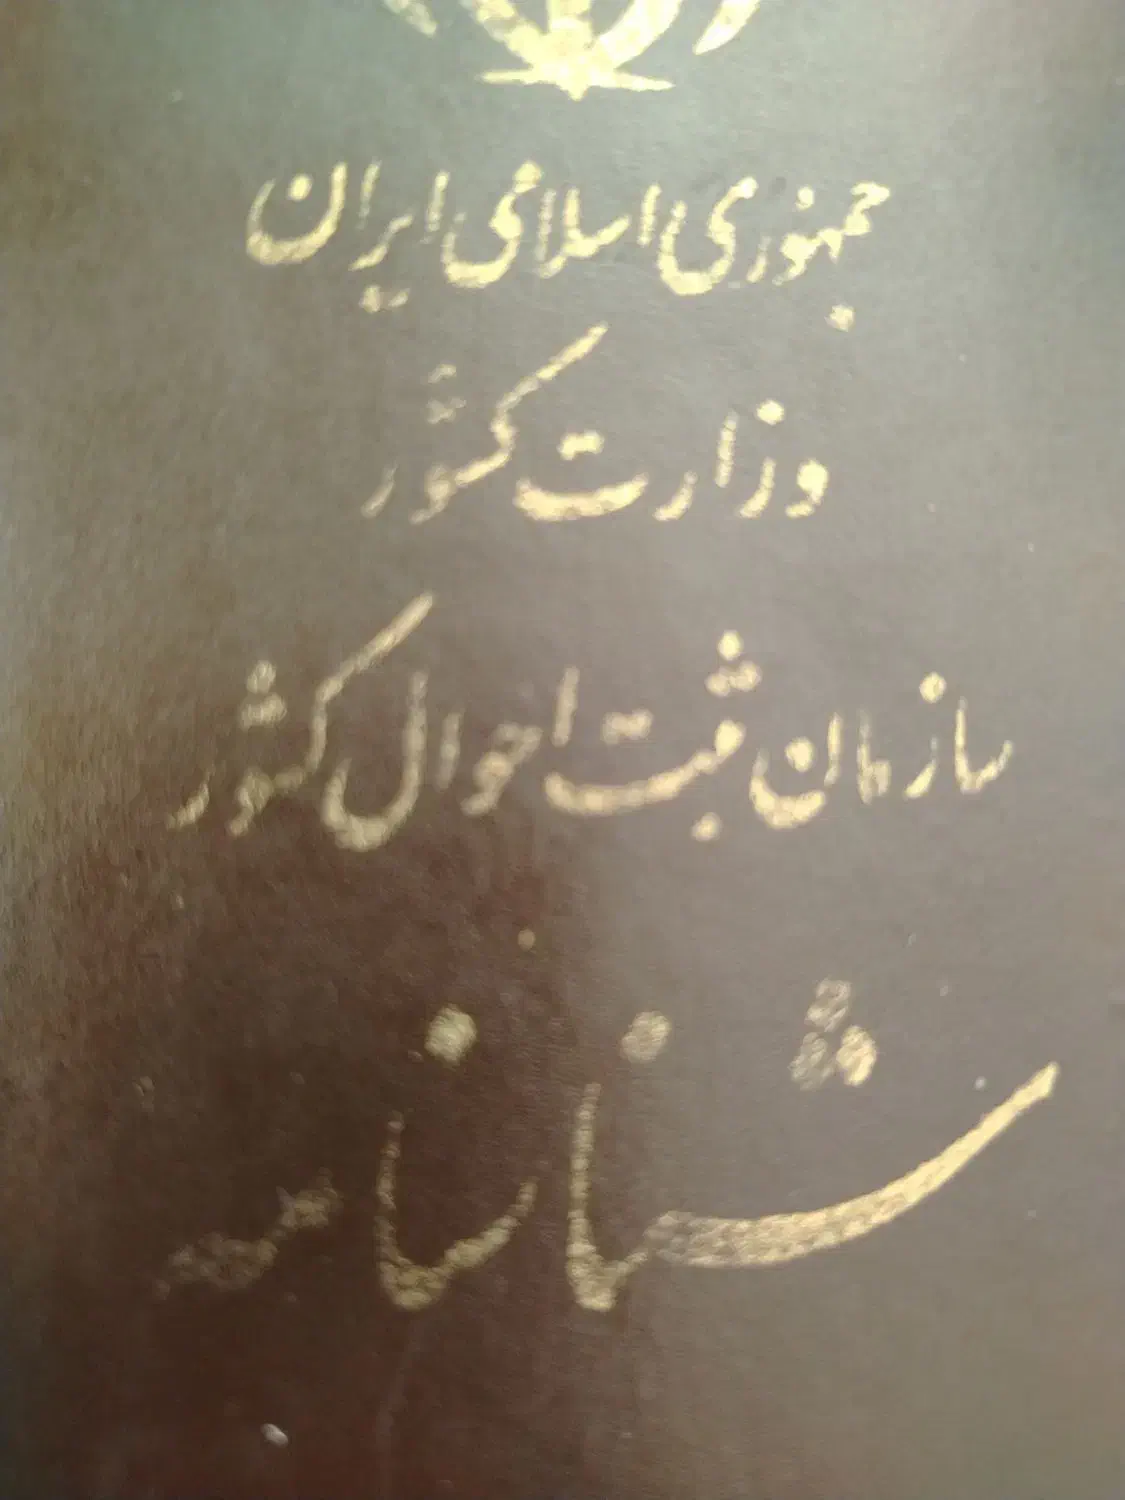 جمهوری اسلامی ایران
وزارت کشور
سازمان ثبت احوال کشور
شناسنامه